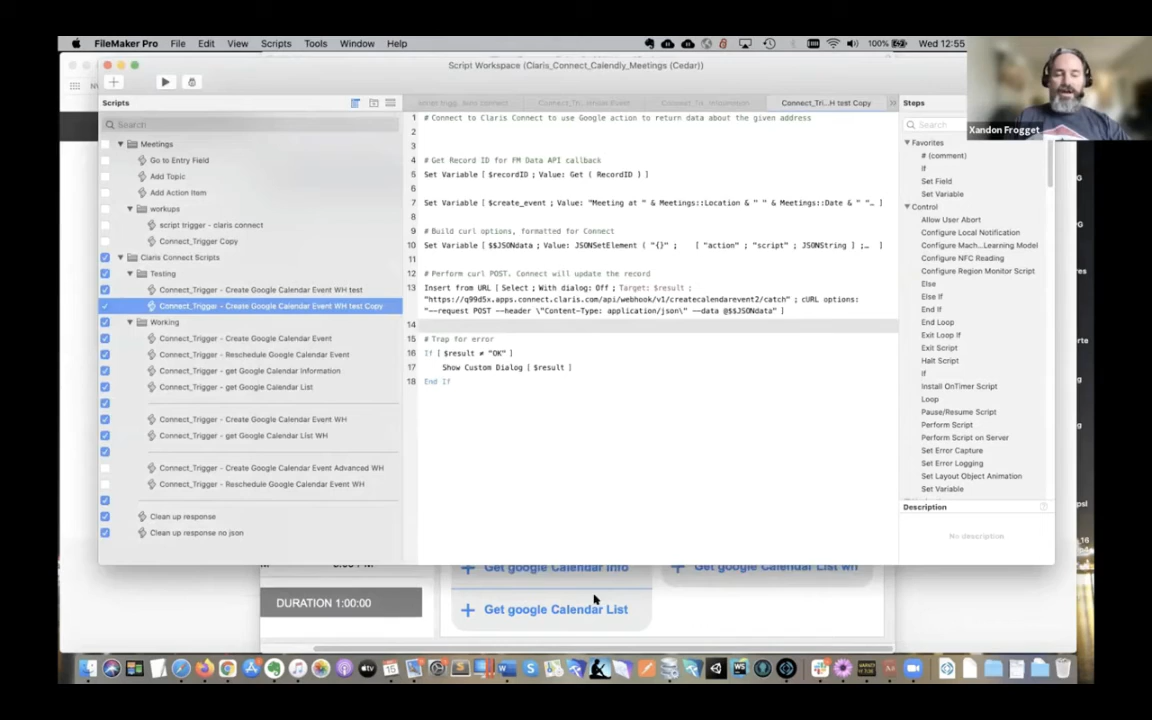 FileMaker Pro File Edit View Scripts Tools Window Help
100% Wed 12:55
Script Workspace (Claris_Connect_Calendly_Meetings (Cedar))
Xandon Frogget
Scripts
Search
Meetings
Go to Entry Field
Add Topic
Add Action Item
workups
script trigger - claris connect
Connect_Trigger Copy
Claris Connect Scripts
Testing
Connect_Trigger - Create Google Calendar Event WH test
Connect_Trigger - Create Google Calendar Event WH test Copy
Working
Connect_Trigger - Create Google Calendar Event
Connect_Trigger - Reschedule Google Calendar Event
Connect_Trigger - get Google Calendar Information
Connect_Trigger - get Google Calendar List
Connect_Trigger - Create Google Calendar Event WH
Connect_Trigger - get Google Calendar List WH
Connect_Trigger - Create Google Calendar Event Advanced WH
Connect_Trigger - Reschedule Google Calendar Event WH
Clean up response
Clean up response no json
Connect_Tri...H test Copy
1 # Connect to Claris Connect to use Google action to return data about the given address
2
3
4 # Get Record ID for FM Data API callback
5 Set Variable [ $recordID ; Value: Get ( RecordID ) ]
6
7 Set Variable [ $create_event ; Value: "Meeting at " & Meetings::Location & " " & Meetings::Date & " "... ]
8
9 # Build curl options, formatted for Connect
10 Set Variable [ $$JSONdata ; Value: JSONSetElement ( "{}" ; [ "action" ; "script" ; JSONString ] ;... ]
11
12 # Perform curl POST. Connect will update the record
13 Insert from URL [ Select ; With dialog: Off ; Target: $result ;
"https://q99d5x.apps.connect.claris.com/api/webhook/v1/createcalendarevent2/catch" ; cURL options:
"--request POST --header \"Content-Type: application/json\" --data @$$JSONdata" ]
14
15 # Trap for error
16 If [ $result ≠ "OK" ]
17 Show Custom Dialog [ $result ]
18 End If
Steps
Search
Favorites
# (comment)
If
Set Field
Set Variable
Control
Allow User Abort
Configure Local Notification
Configure Mach...Learning Model
Configure NFC Reading
Configure Region Monitor Script
Else
Else If
End If
End Loop
Exit Loop If
Exit Script
Halt Script
If
Install OnTimer Script
Loop
Pause/Resume Script
Perform Script
Perform Script on Server
Set Error Capture
Set Error Logging
Set Layout Object Animation
Set Variable
Description
No description
DURATION 1:00:00
Get google Calendar Info
Get google Calendar List wh
Get google Calendar List